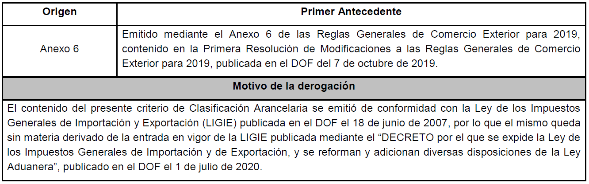 Origen Primer Antecedente
Anexo 6
Emitido mediante el Anexo 6 de las Reglas Generales de Comercio Exterior para 2019,
contenido en la Primera Resolución de Modificaciones a las Reglas Generales de Comercio
Exterior para 2019, publicada en el DOF del 7 de octubre de 2019.
Motivo de la derogación
El contenido del presente criterio de Clasificación Arancelaria se emitió de conformidad con la Ley de los Impuestos
Generales de Importación y Exportación (LIGIE) publicada en el DOF el 18 de junio de 2007, por lo que el mismo queda
sin materia derivado de la entrada en vigor de la LIGIE publicada mediante el “DECRETO por el que se expide la Ley de
los Impuestos Generales de Importación y de Exportación, y se reforman y adicionan diversas disposiciones de la Ley
Aduanera”, publicado en el DOF el 1 de julio de 2020.